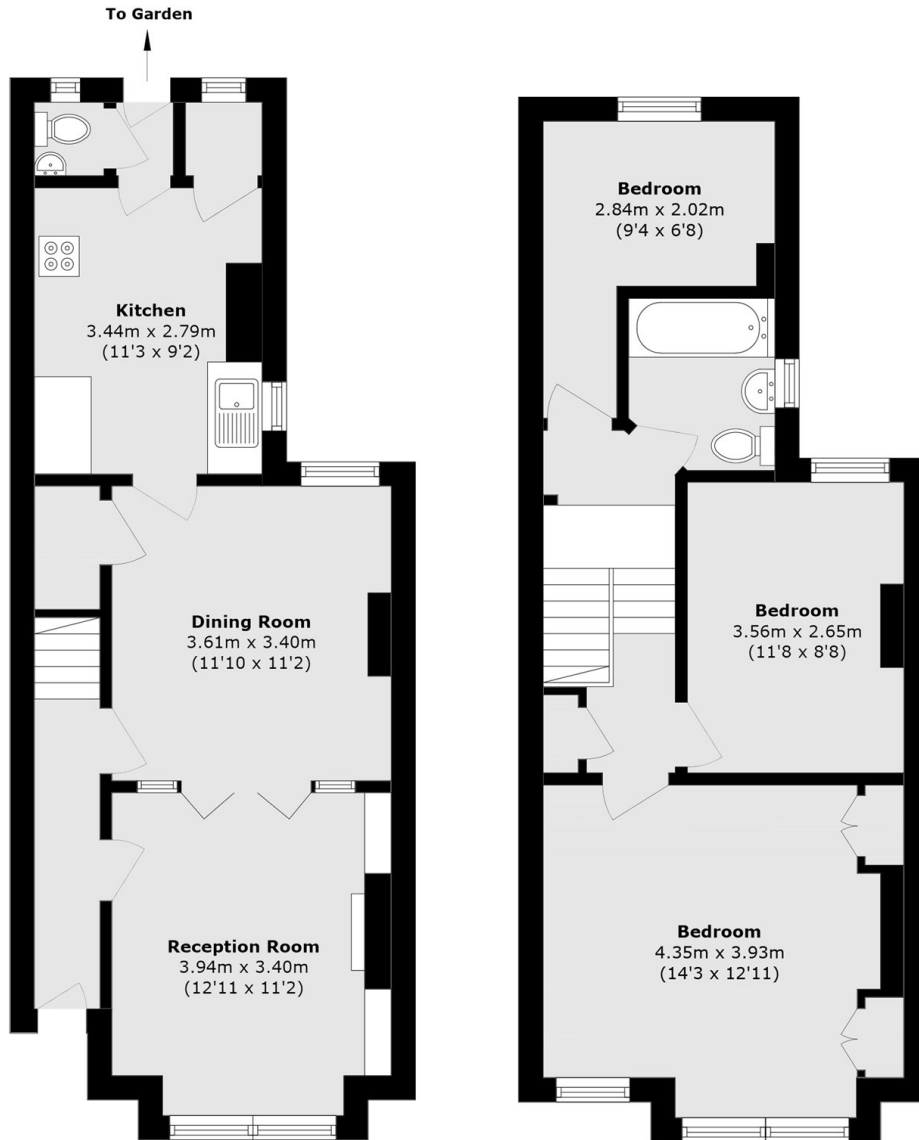 To Garden
Kitchen
3.44m x 2.79m
(11'3 x 9'2)
Dining Room
3.61m x 3.40m
(11'10 x 11'2)
Reception Room
3.94m x 3.40m
(12'11 x 11'2)
Bedroom
2.84m x 2.02m
(9'4 x 6'8)
Bedroom
3.56m x 2.65m
(11'8 x 8'8)
Bedroom
4.35m x 3.93m
(14'3 x 12'11)